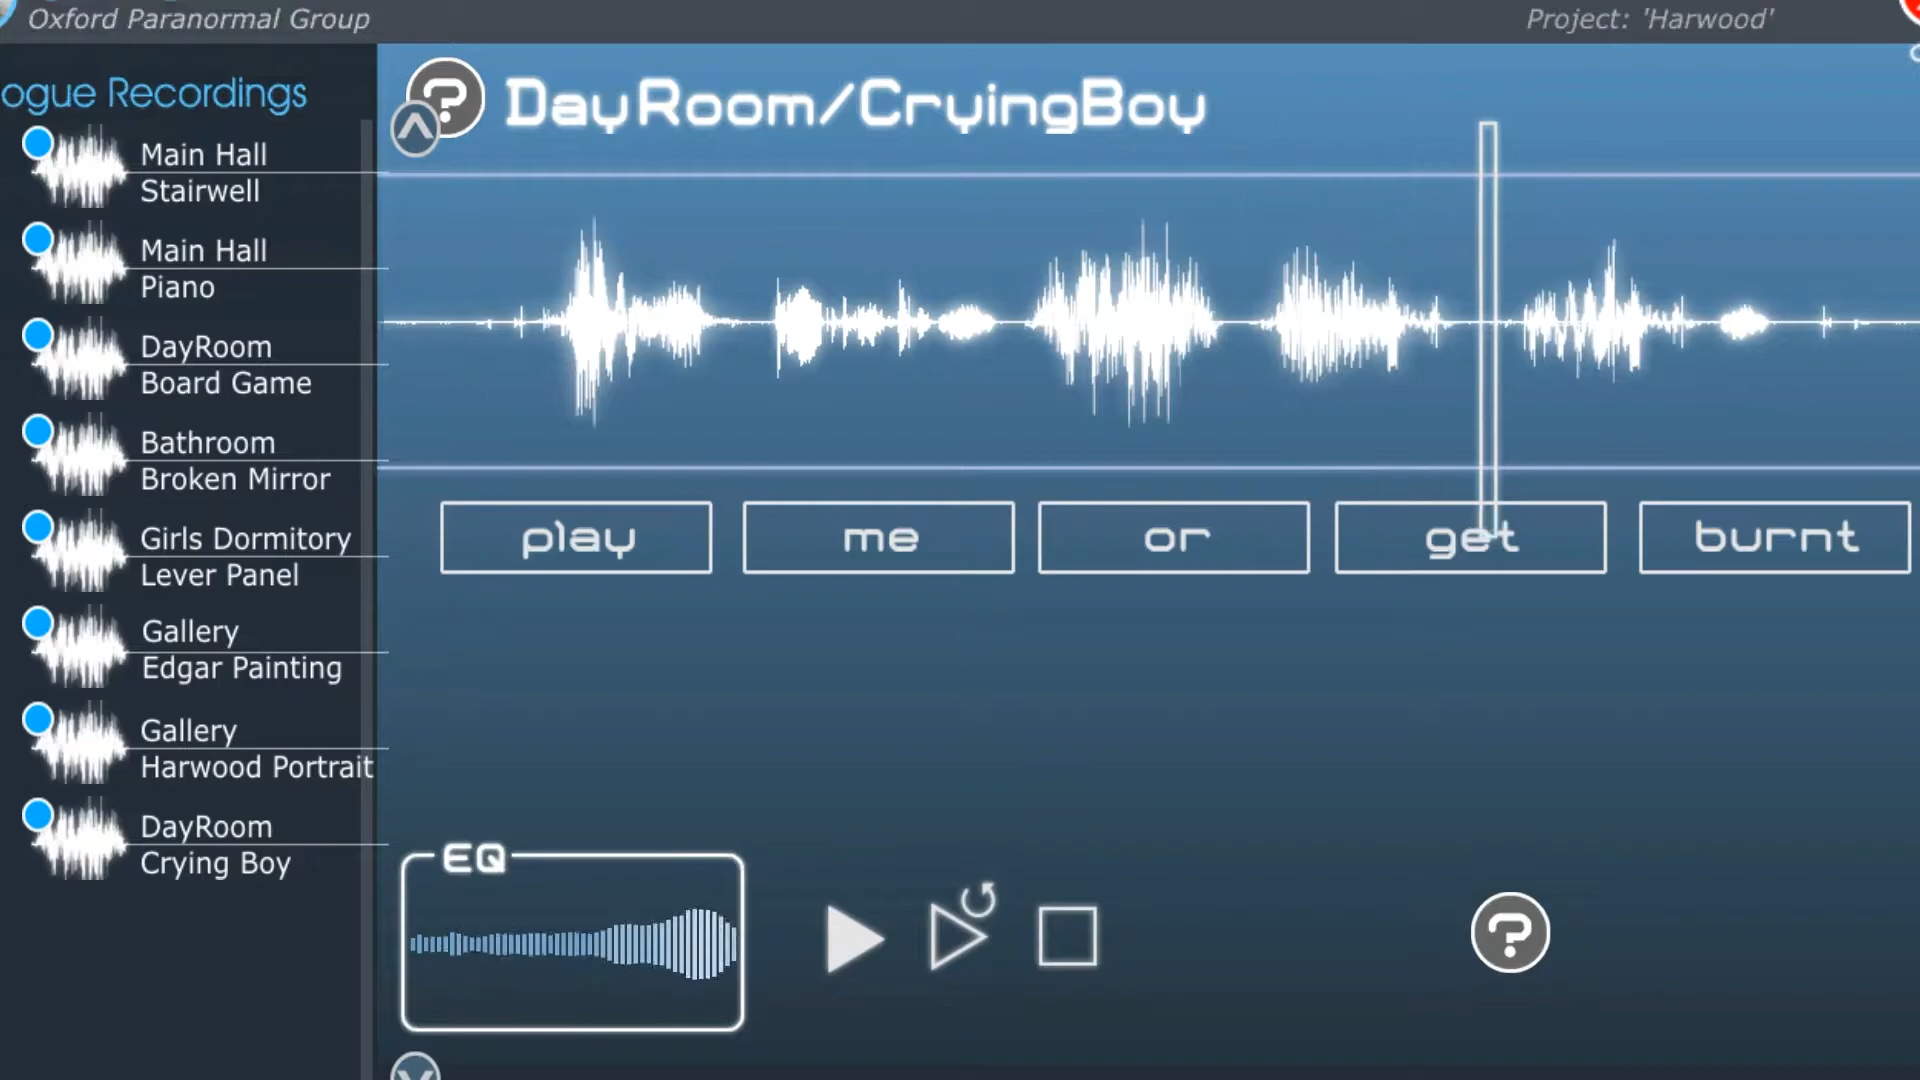 Oxford Paranormal Group
Project: 'Harwood'
ogue Recordings
Main Hall
Stairwell
Main Hall
Piano
DayRoom
Board Game
Bathroom
Broken Mirror
Girls Dormitory
Lever Panel
Gallery
Edgar Painting
Gallery
Harwood Portrait
DayRoom
Crying Boy
?
DayRoom/CryingBoy
play me or get burnt
EQ
?